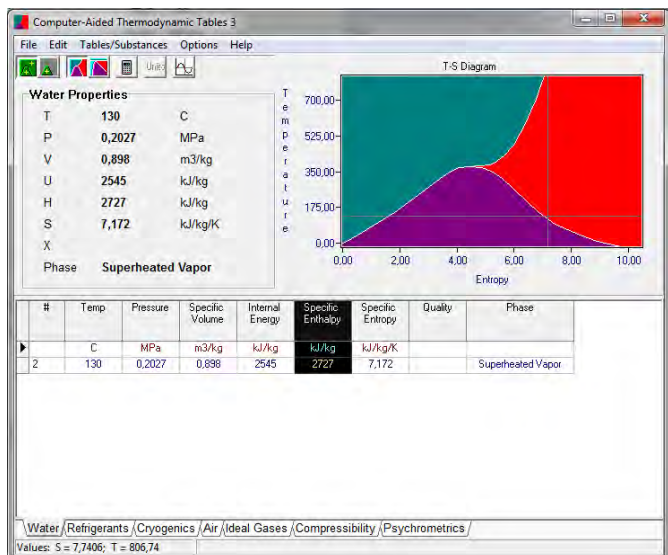 Computer-Aided Thermodynamic Tables 3
File Edit Tables/Substances Options Help
Units
Water Properties
T 130 C
P 0,2027 MPa
V 0,898 m3/kg
U 2545 kJ/kg
H 2727 kJ/kg
S 7,172 kJ/kg/K
X
Phase Superheated Vapor
T-S Diagram
Temperature
700,00
525,00
350,00
175,00
0,00
0,00 2,00 4,00 6,00 8,00 10,00
Entropy
# Temp Pressure Specific Volume Internal Energy Specific Enthalpy Specific Entropy Quality Phase
C MPa m3/kg kJ/kg kJ/kg kJ/kg/K
2 130 0,2027 0,898 2545 2727 7,172 Superheated Vapor
Water Refrigerants Cryogenics Air Ideal Gases Compressibility Psychrometrics
Values: S = 7,7406; T = 806,74